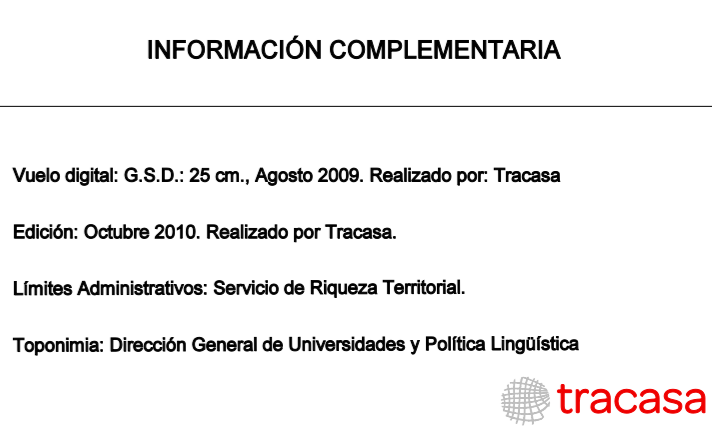 INFORMACIÓN COMPLEMENTARIA
Vuelo digital: G.S.D.: 25 cm., Agosto 2009. Realizado por: Tracasa
Edición: Octubre 2010. Realizado por Tracasa.
Límites Administrativos: Servicio de Riqueza Territorial.
Toponimia: Dirección General de Universidades y Política Lingüística
tracasa